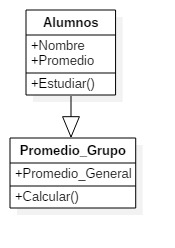 Alumnos
+Nombre
+Promedio
+Estudiar()
Promedio_Grupo
+Promedio_General
+Calcular()